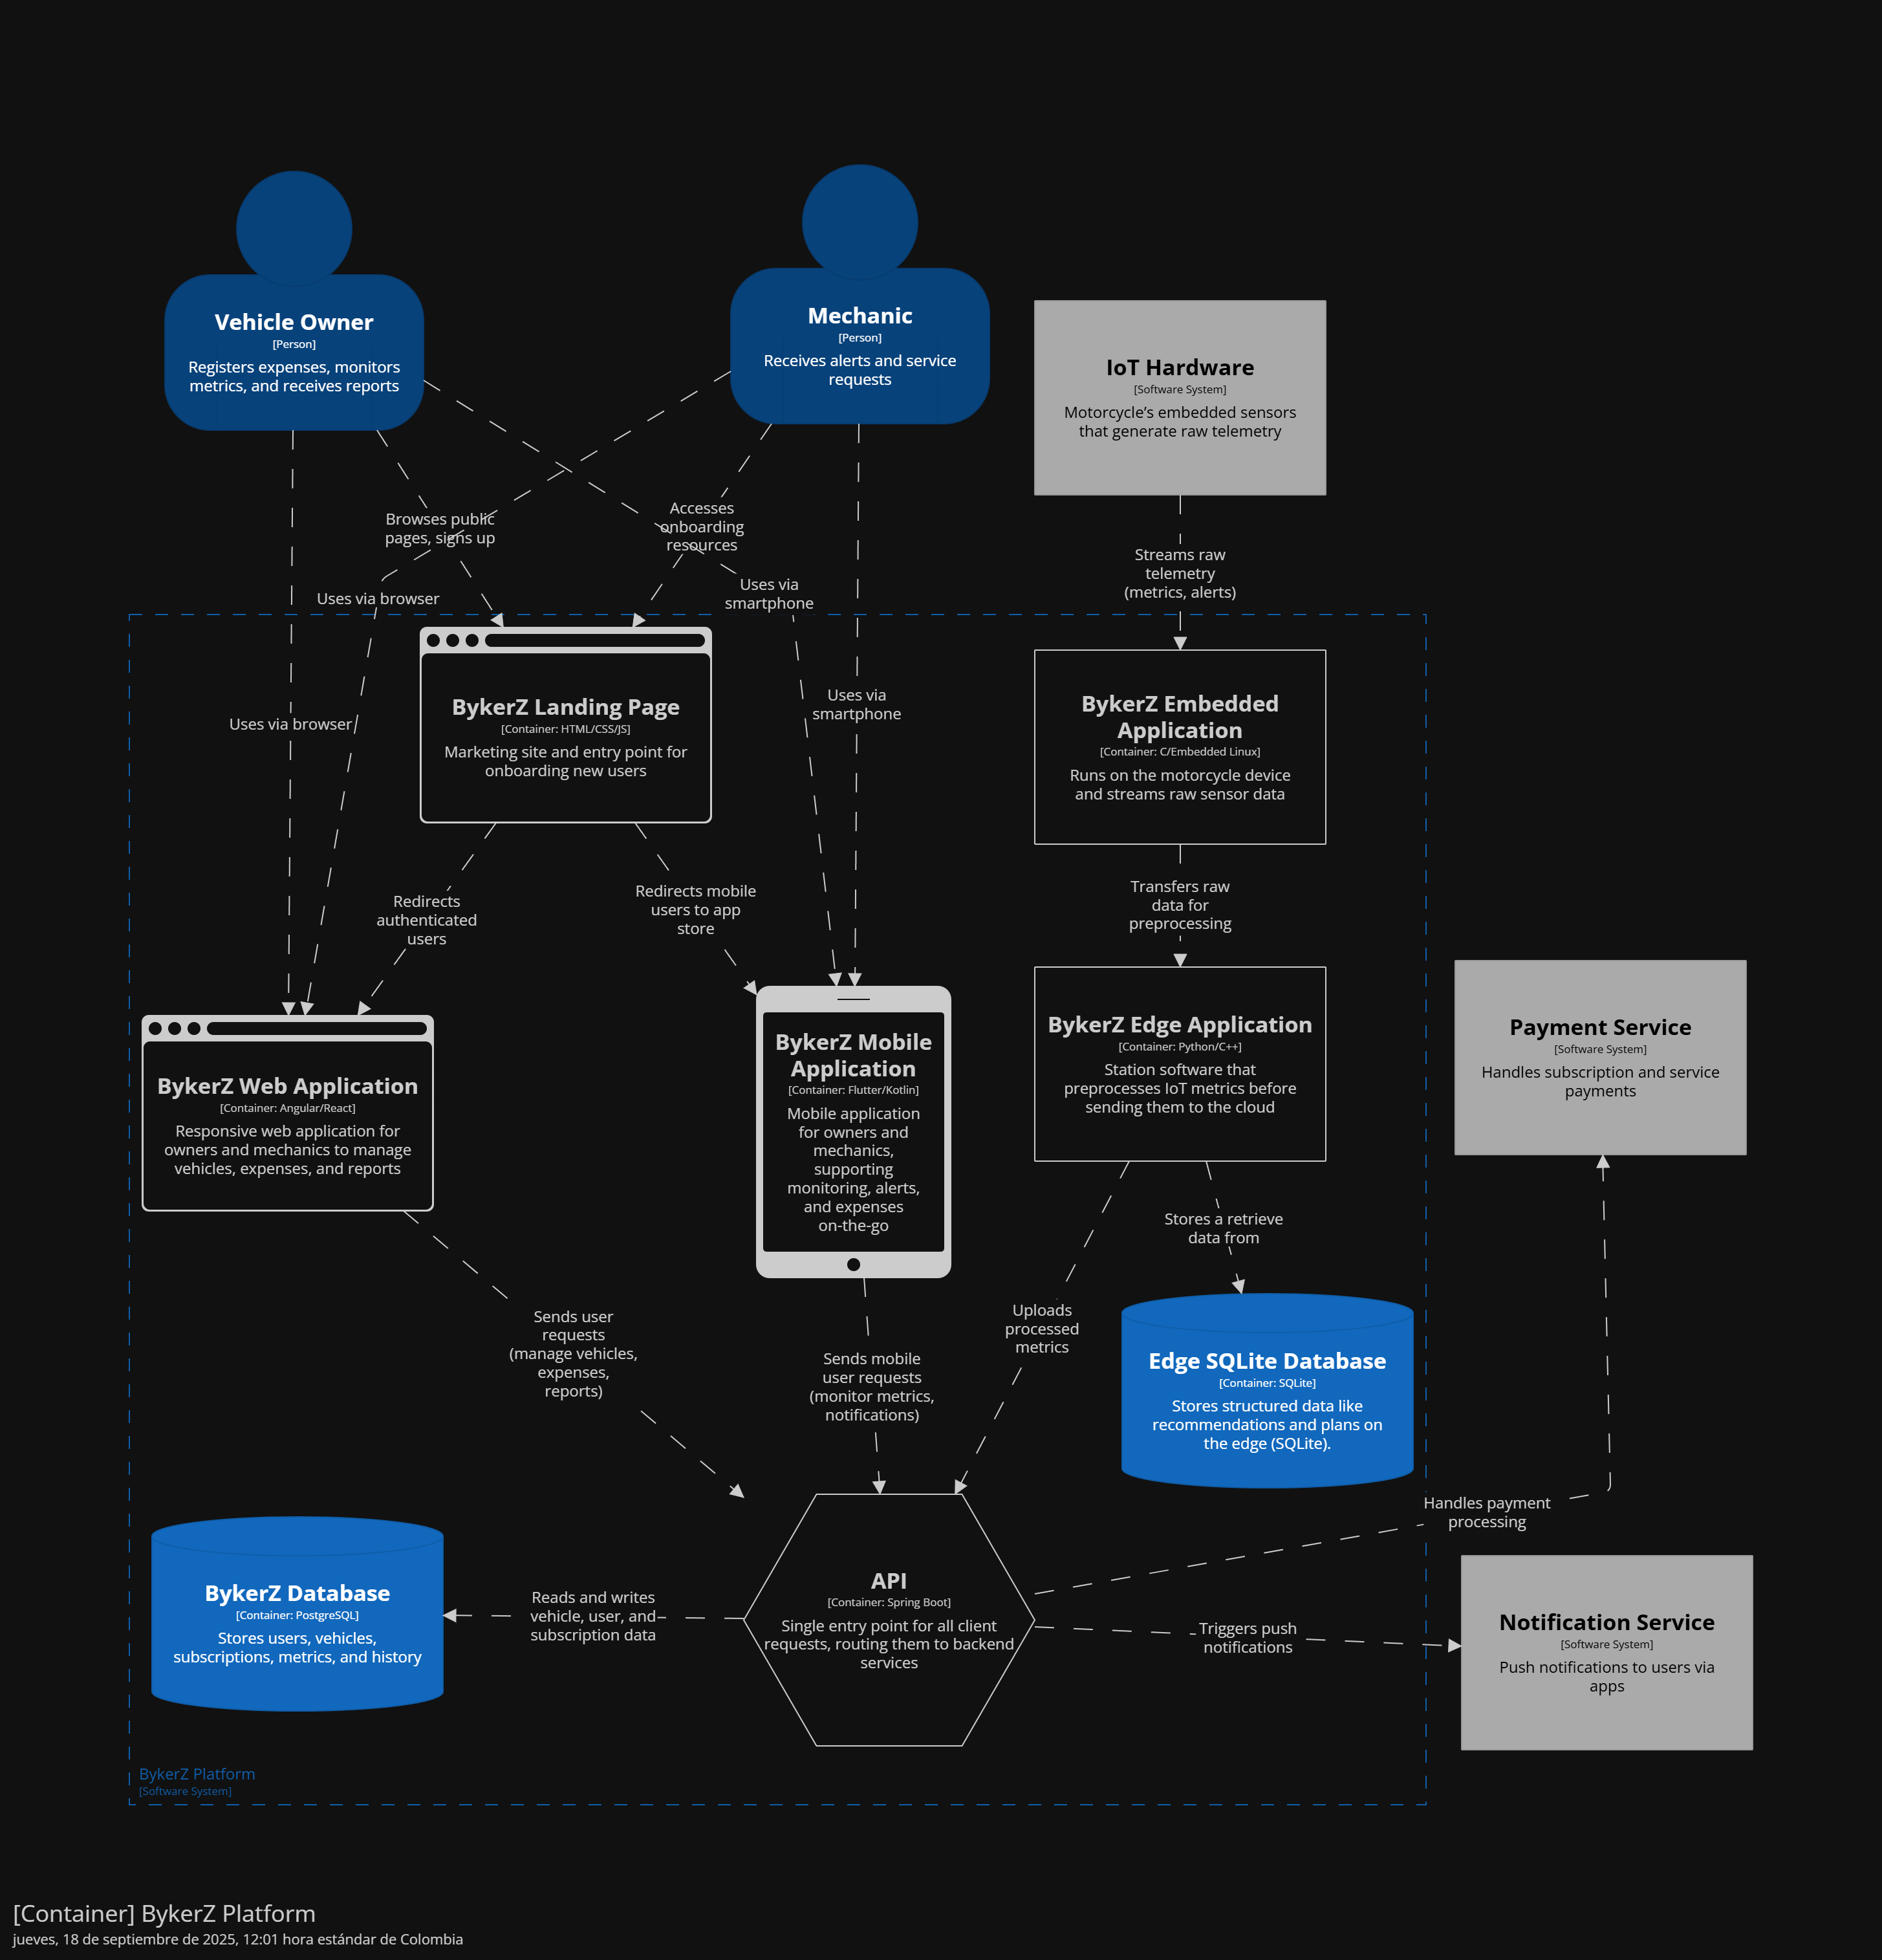 Vehicle Owner
[Person]
Registers expenses, monitors
metrics, and receives reports
Mechanic
[Person]
Receives alerts and service
requests
IoT Hardware
[Software System]
Motorcycle’s embedded sensors
that generate raw telemetry
Browses public
pages, signs up
Accesses
onboarding
resources
Streams raw
telemetry
(metrics, alerts)
Uses via browser
Uses via
smartphone
Uses via browser
Uses via
smartphone
BykerZ Landing Page
[Container: HTML/CSS/JS]
Marketing site and entry point for
onboarding new users
BykerZ Embedded
Application
[Container: C/Embedded Linux]
Runs on the motorcycle device
and streams raw sensor data
Redirects
authenticated
users
Redirects mobile
users to app
store
Transfers raw
data for
preprocessing
BykerZ Web Application
[Container: Angular/React]
Responsive web application for
owners and mechanics to manage
vehicles, expenses, and reports
BykerZ Mobile
Application
[Container: Flutter/Kotlin]
Mobile application
for owners and
mechanics,
supporting
monitoring, alerts,
and expenses
on-the-go
BykerZ Edge Application
[Container: Python/C++]
Station software that
preprocesses IoT metrics before
sending them to the cloud
Payment Service
[Software System]
Handles subscription and service
payments
Stores a retrieve
data from
Sends user
requests
(manage vehicles,
expenses,
reports)
Sends mobile
user requests
(monitor metrics,
notifications)
Uploads
processed
metrics
Edge SQLite Database
[Container: SQLite]
Stores structured data like
recommendations and plans on
the edge (SQLite).
Handles payment
processing
BykerZ Database
[Container: PostgreSQL]
Stores users, vehicles,
subscriptions, metrics, and history
Reads and writes
vehicle, user, and
subscription data
API
[Container: Spring Boot]
Single entry point for all client
requests, routing them to backend
services
Triggers push
notifications
Notification Service
[Software System]
Push notifications to users via
apps
BykerZ Platform
[Software System]
[Container] BykerZ Platform
jueves, 18 de septiembre de 2025, 12:01 hora estándar de Colombia